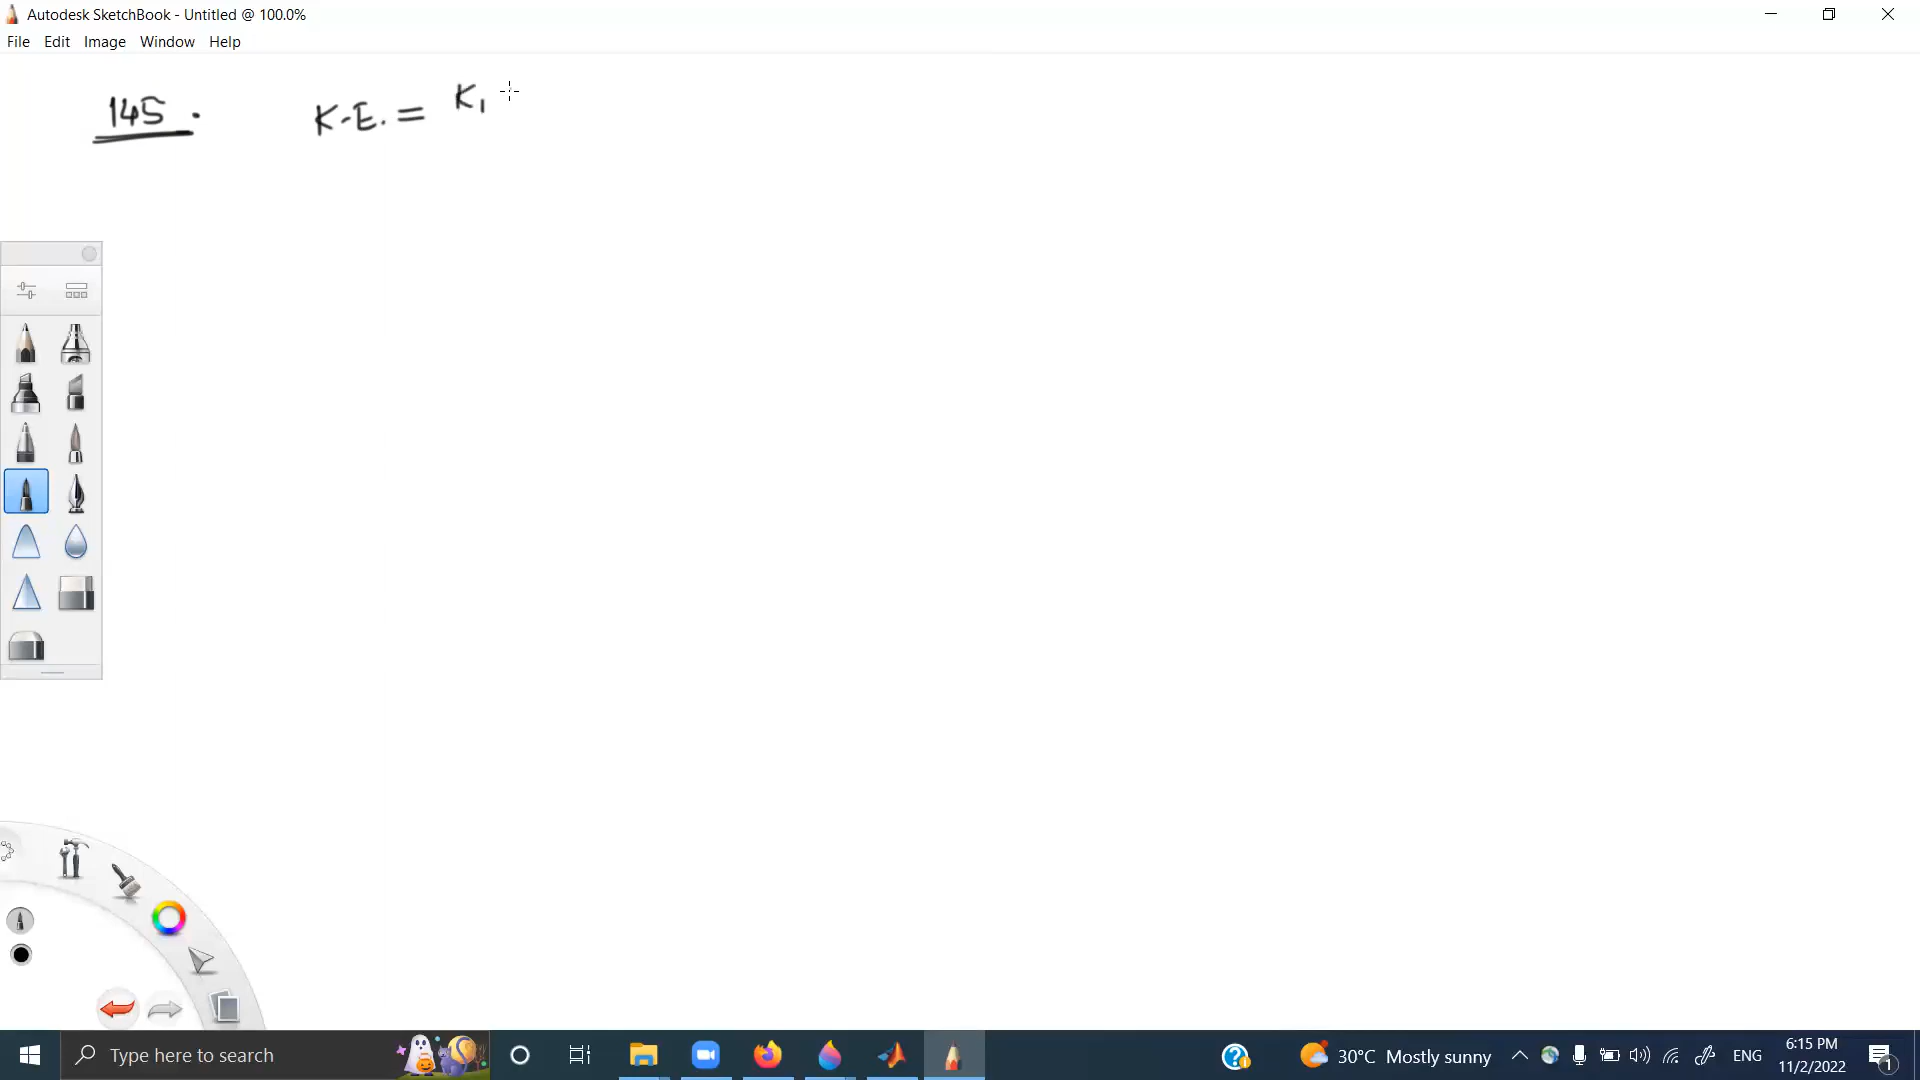 Autodesk SketchBook - Untitled @ 100.0%
File Edit Image Window Help
145. K.E. = K₁
Type here to search
30°C Mostly sunny
ENG
6:15 PM
11/2/2022
1